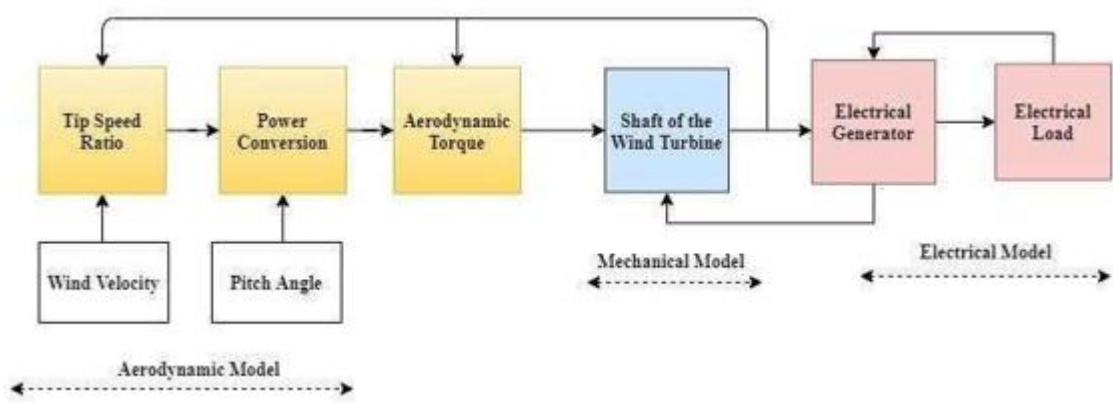 Tip Speed
Ratio
Power
Conversion
Aerodynamic
Torque
Shaft of the
Wind Turbine
Electrical
Generator
Electrical
Load
Wind Velocity
Pitch Angle
Mechanical Model
Electrical Model
Aerodynamic Model